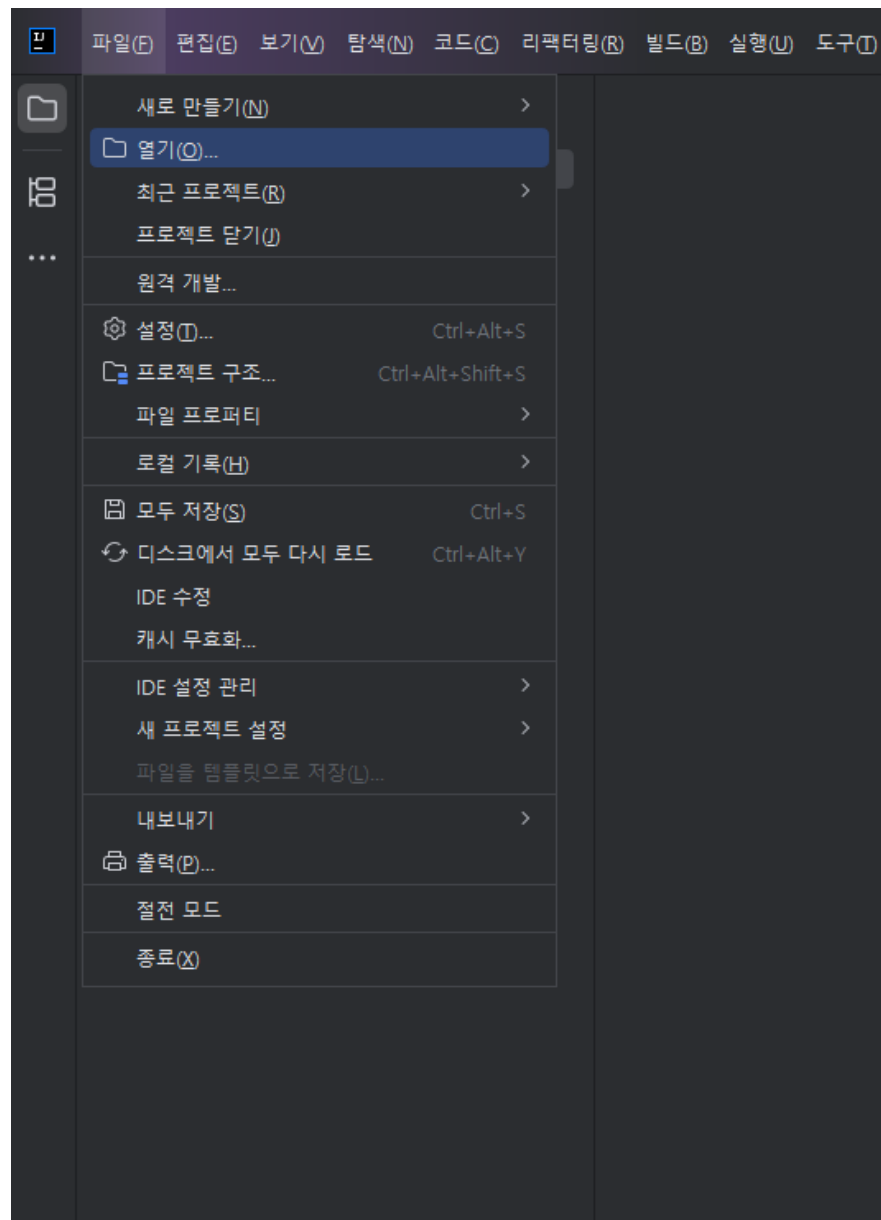 IJ
파일(F) 편집(E) 보기(V) 탐색(N) 코드(C) 리팩터링(R) 빌드(B) 실행(U) 도구(T)
새로 만들기(N)
열기(O)...
최근 프로젝트(R)
프로젝트 닫기(J)
원격 개발...
설정(T)... Ctrl+Alt+S
프로젝트 구조... Ctrl+Alt+Shift+S
파일 프로퍼티
로컬 기록(H)
모두 저장(S) Ctrl+S
디스크에서 모두 다시 로드 Ctrl+Alt+Y
IDE 수정
캐시 무효화...
IDE 설정 관리
새 프로젝트 설정
파일을 템플릿으로 저장(L)...
내보내기
출력(P)...
절전 모드
종료(X)